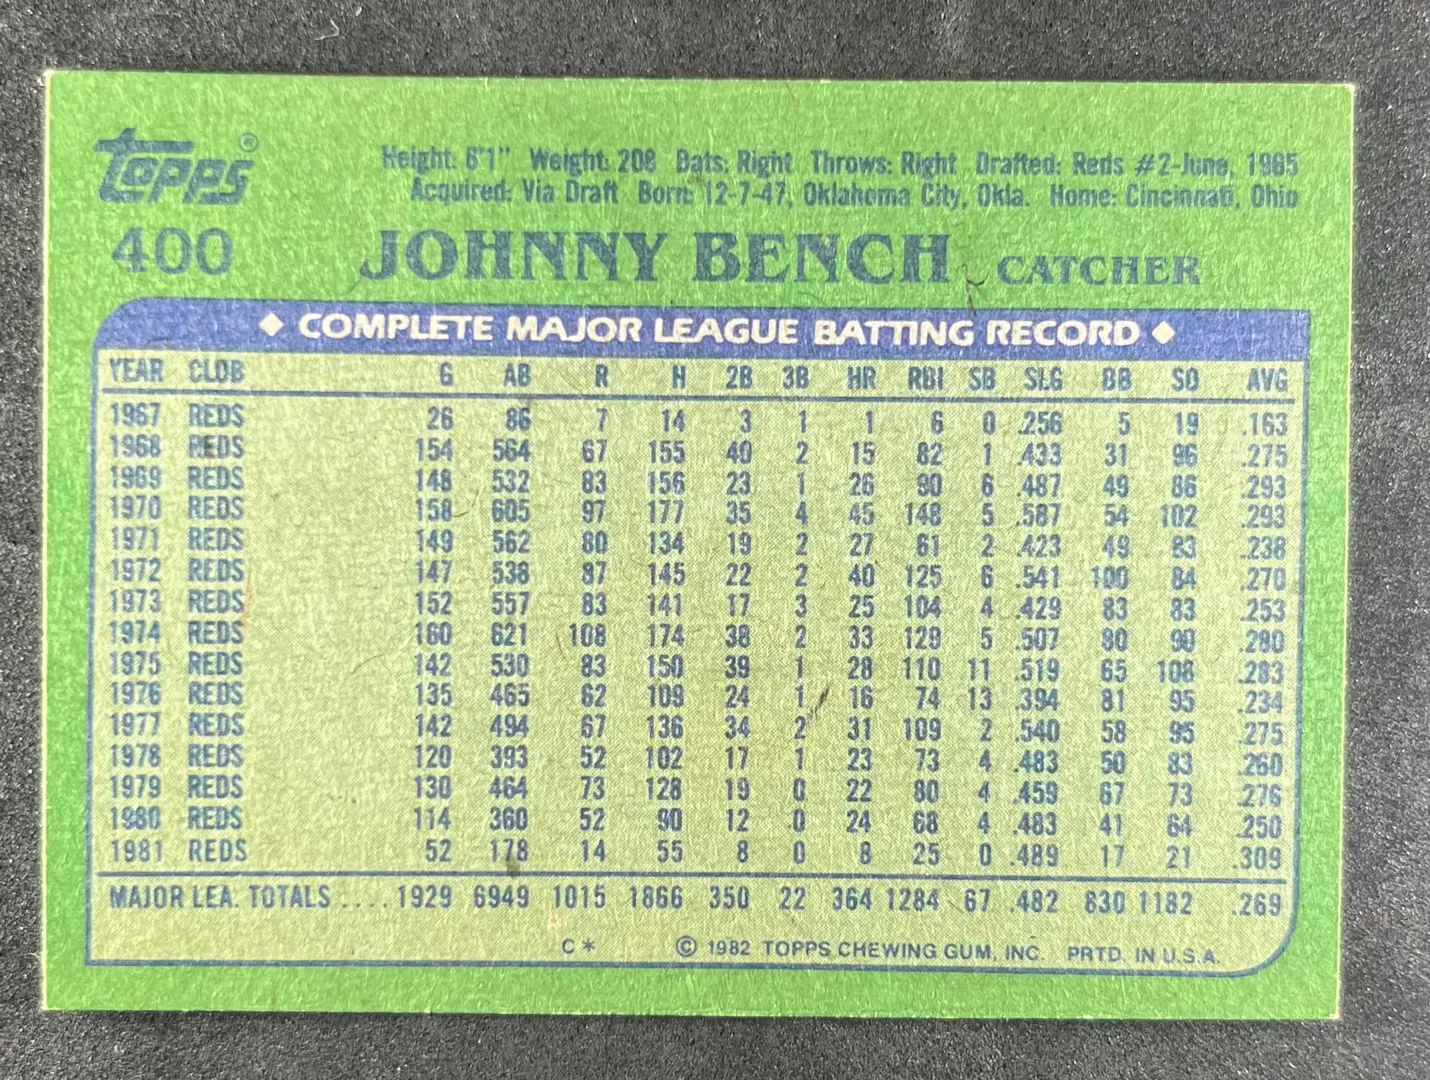 Topps®
Height: 6'1" Weight: 208 Bats: Right Throws: Right Drafted: Reds #2-June, 1965
Acquired: Via Draft Born: 12-7-47, Oklahoma City, Okla. Home: Cincinnati, Ohio
400 JOHNNY BENCH CATCHER
◆ COMPLETE MAJOR LEAGUE BATTING RECORD ◆
YEAR CLUB G AB R H 2B 3B HR RBI SB SLG BB SO AVG
1967 REDS 26 86 7 14 3 1 1 6 0 .256 5 19 .163
1968 REDS 154 564 67 155 40 2 15 82 1 .433 31 96 .275
1969 REDS 148 532 83 156 23 1 26 90 6 .487 49 86 .293
1970 REDS 158 605 97 177 35 4 45 148 5 .587 54 102 .293
1971 REDS 149 562 80 134 19 2 27 61 2 .423 49 83 .238
1972 REDS 147 538 87 145 22 2 40 125 6 .541 100 84 .270
1973 REDS 152 557 83 141 17 3 25 104 4 .429 83 83 .253
1974 REDS 160 621 108 174 38 2 33 129 5 .507 80 90 .280
1975 REDS 142 530 83 150 39 1 28 110 11 .519 65 108 .283
1976 REDS 135 465 62 109 24 1 16 74 13 .394 81 95 .234
1977 REDS 142 494 67 136 34 2 31 109 2 .540 58 95 .275
1978 REDS 120 393 52 102 17 1 23 73 4 .483 50 83 .260
1979 REDS 130 464 73 128 19 0 22 80 4 .459 67 73 .276
1980 REDS 114 360 52 90 12 0 24 68 4 .483 41 64 .250
1981 REDS 52 178 14 55 8 0 8 25 0 .489 17 21 .309
MAJOR LEA. TOTALS .... 1929 6949 1015 1866 350 22 364 1284 67 .482 830 1182 .269
C* © 1982 TOPPS CHEWING GUM, INC. PRTD. IN U.S.A.